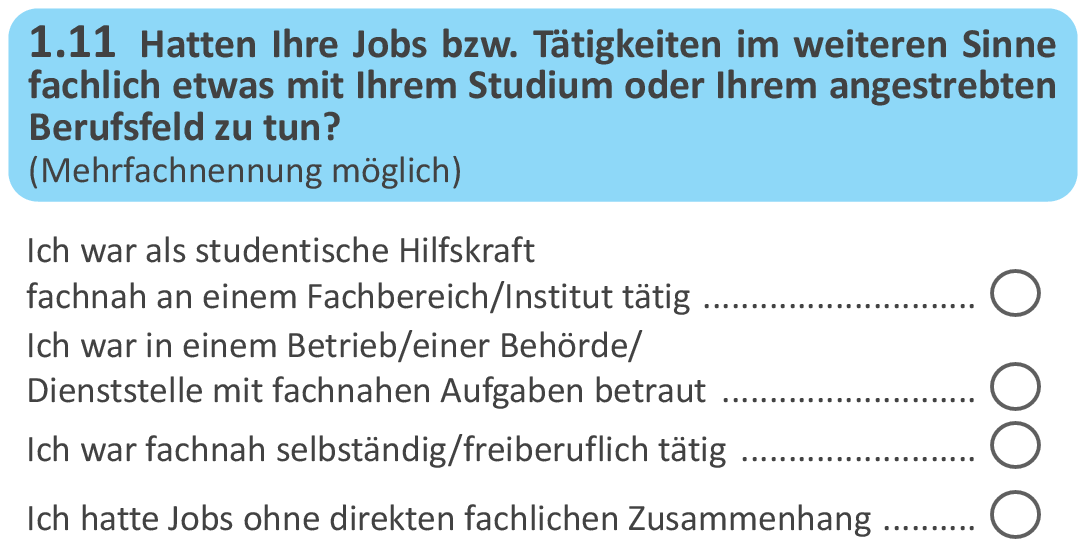 1.11 Hatten Ihre Jobs bzw. Tätigkeiten im weiteren Sinne
fachlich etwas mit Ihrem Studium oder Ihrem angestrebten
Berufsfeld zu tun?
(Mehrfachnennung möglich)
Ich war als studentische Hilfskraft
fachnah an einem Fachbereich/Institut tätig ............................
Ich war in einem Betrieb/einer Behörde/
Dienststelle mit fachnahen Aufgaben betraut ..........................
Ich war fachnah selbständig/freiberuflich tätig ........................
Ich hatte Jobs ohne direkten fachlichen Zusammenhang ..........